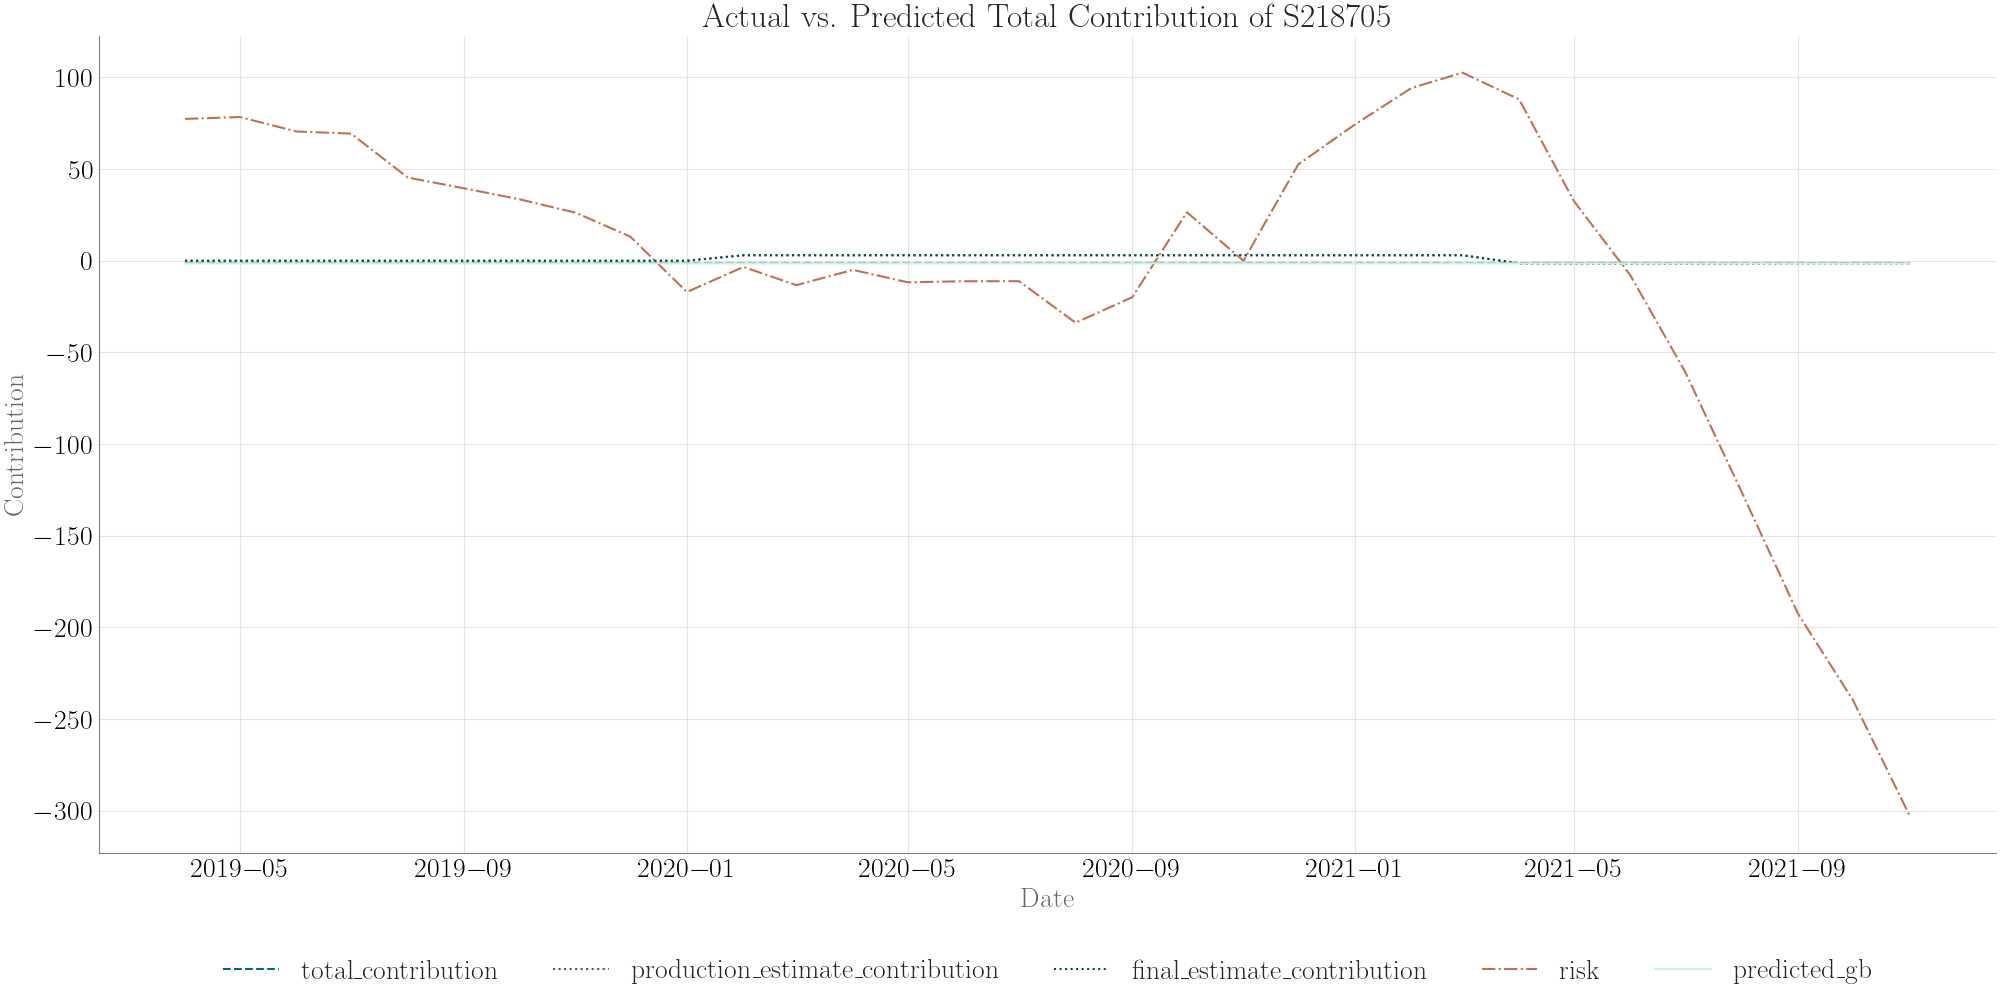 Actual vs. Predicted Total Contribution of S218705
100
50
0
−50
−100
−150
−200
−250
−300
Contribution
2019−05 2019−09 2020−01 2020−05 2020−09 2021−01 2021−05 2021−09
Date
total_contribution production_estimate_contribution final_estimate_contribution risk predicted_gb